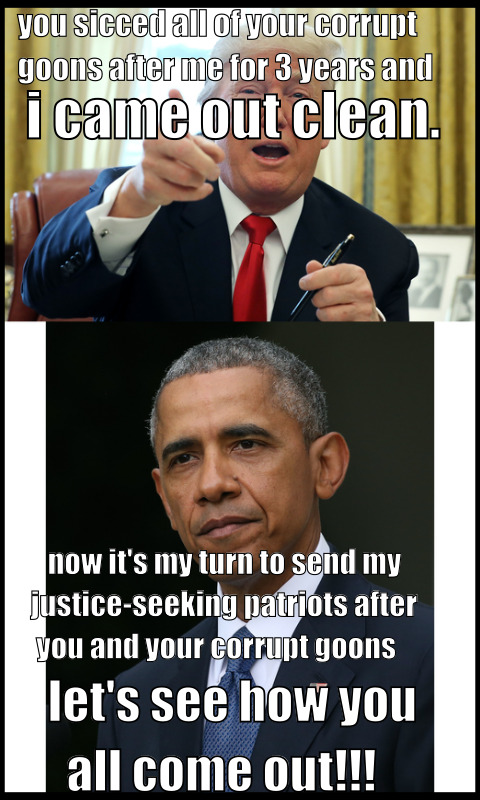 you sicced all of your corrupt
goons after me for 3 years and
i came out clean.
now it's my turn to send my
justice-seeking patriots after
you and your corrupt goons
let's see how you
all come out!!!